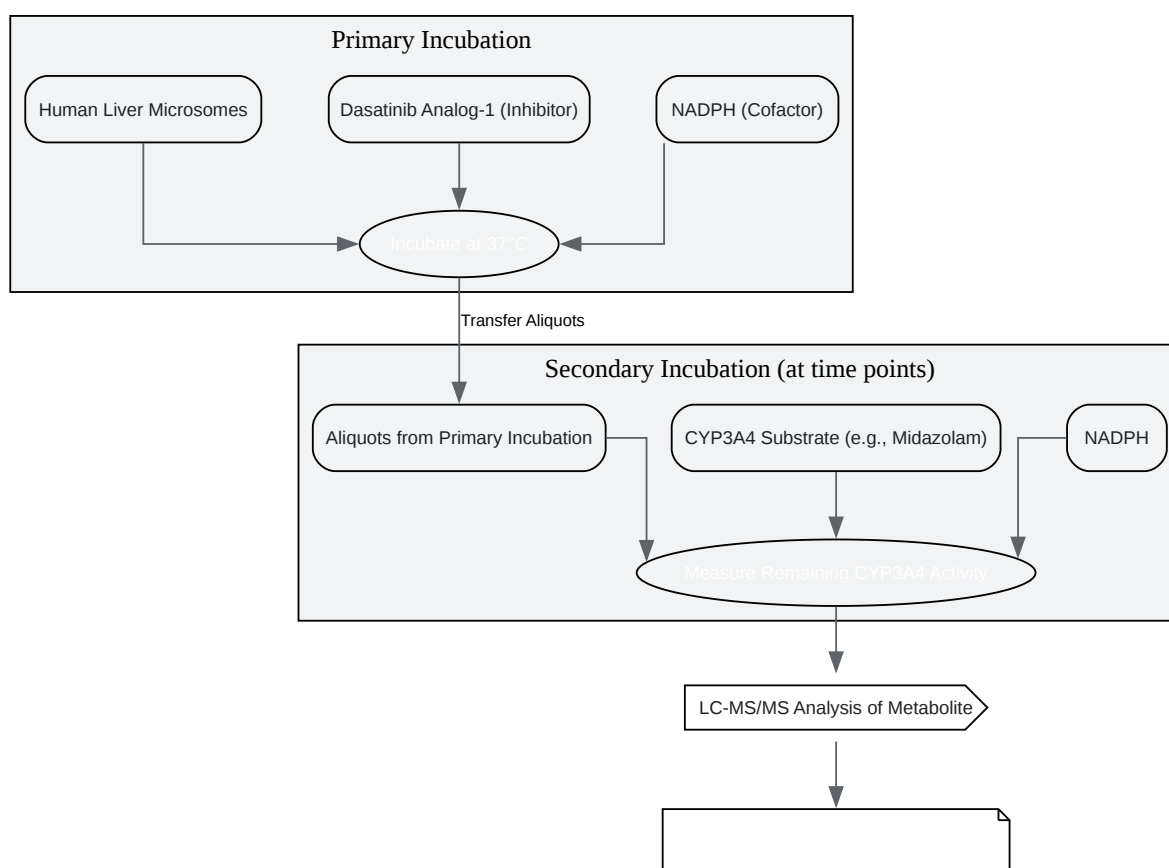 Primary Incubation
Human Liver Microsomes
Dasatinib Analog-1 (Inhibitor)
NADPH (Cofactor)
Incubate at 37°C
Transfer Aliquots
Secondary Incubation (at time points)
Aliquots from Primary Incubation
CYP3A4 Substrate (e.g., Midazolam)
NADPH
Measure Remaining CYP3A4 Activity
LC-MS/MS Analysis of Metabolite